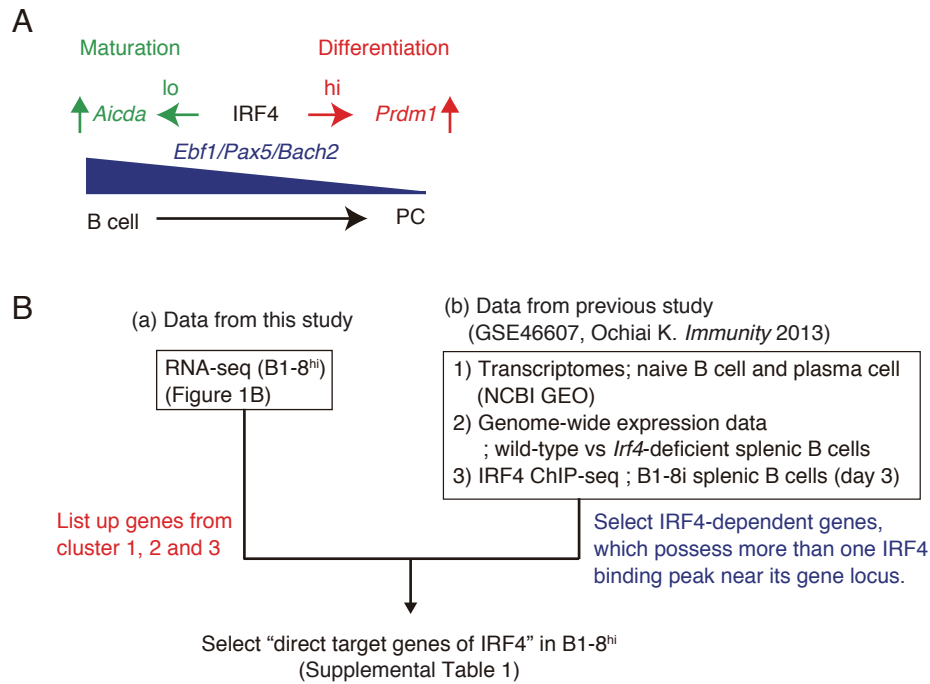 A
Maturation
Differentiation
lo
hi
Aicda
IRF4
Prdm1
Ebf1/Pax5/Bach2
B cell
PC
B
(a) Data from this study
RNA-seq (B1-8hi)
(Figure 1B)
(b) Data from previous study
(GSE46607, Ochiai K. Immunity 2013)
1) Transcriptomes; naive B cell and plasma cell
(NCBI GEO)
2) Genome-wide expression data
; wild-type vs Irf4-deficient splenic B cells
3) IRF4 ChIP-seq ; B1-8i splenic B cells (day 3)
List up genes from
cluster 1, 2 and 3
Select IRF4-dependent genes,
which possess more than one IRF4
binding peak near its gene locus.
Select “direct target genes of IRF4” in B1-8hi
(Supplemental Table 1)